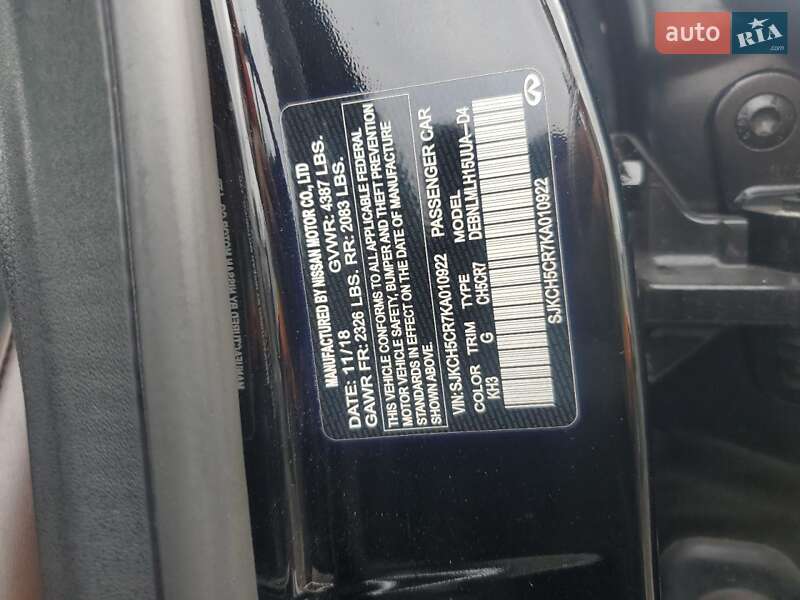 MANUFACTURED BY NISSAN MOTOR CO., LTD
DATE: 11/18 GVWR: 4387 LBS.
GAWR FR: 2326 LBS. RR: 2083 LBS.
THIS VEHICLE CONFORMS TO ALL APPLICABLE FEDERAL
MOTOR VEHICLE SAFETY, BUMPER AND THEFT PREVENTION
STANDARDS IN EFFECT ON THE DATE OF MANUFACTURE
SHOWN ABOVE.
VIN:SJKCH5CR7KA010922 PASSENGER CAR
COLOR TRIM TYPE MODEL
KH3 G CH5CR7 DEBNLMLH15UUA-D4
SJKCH5CR7KA010922
auto RIA
.com